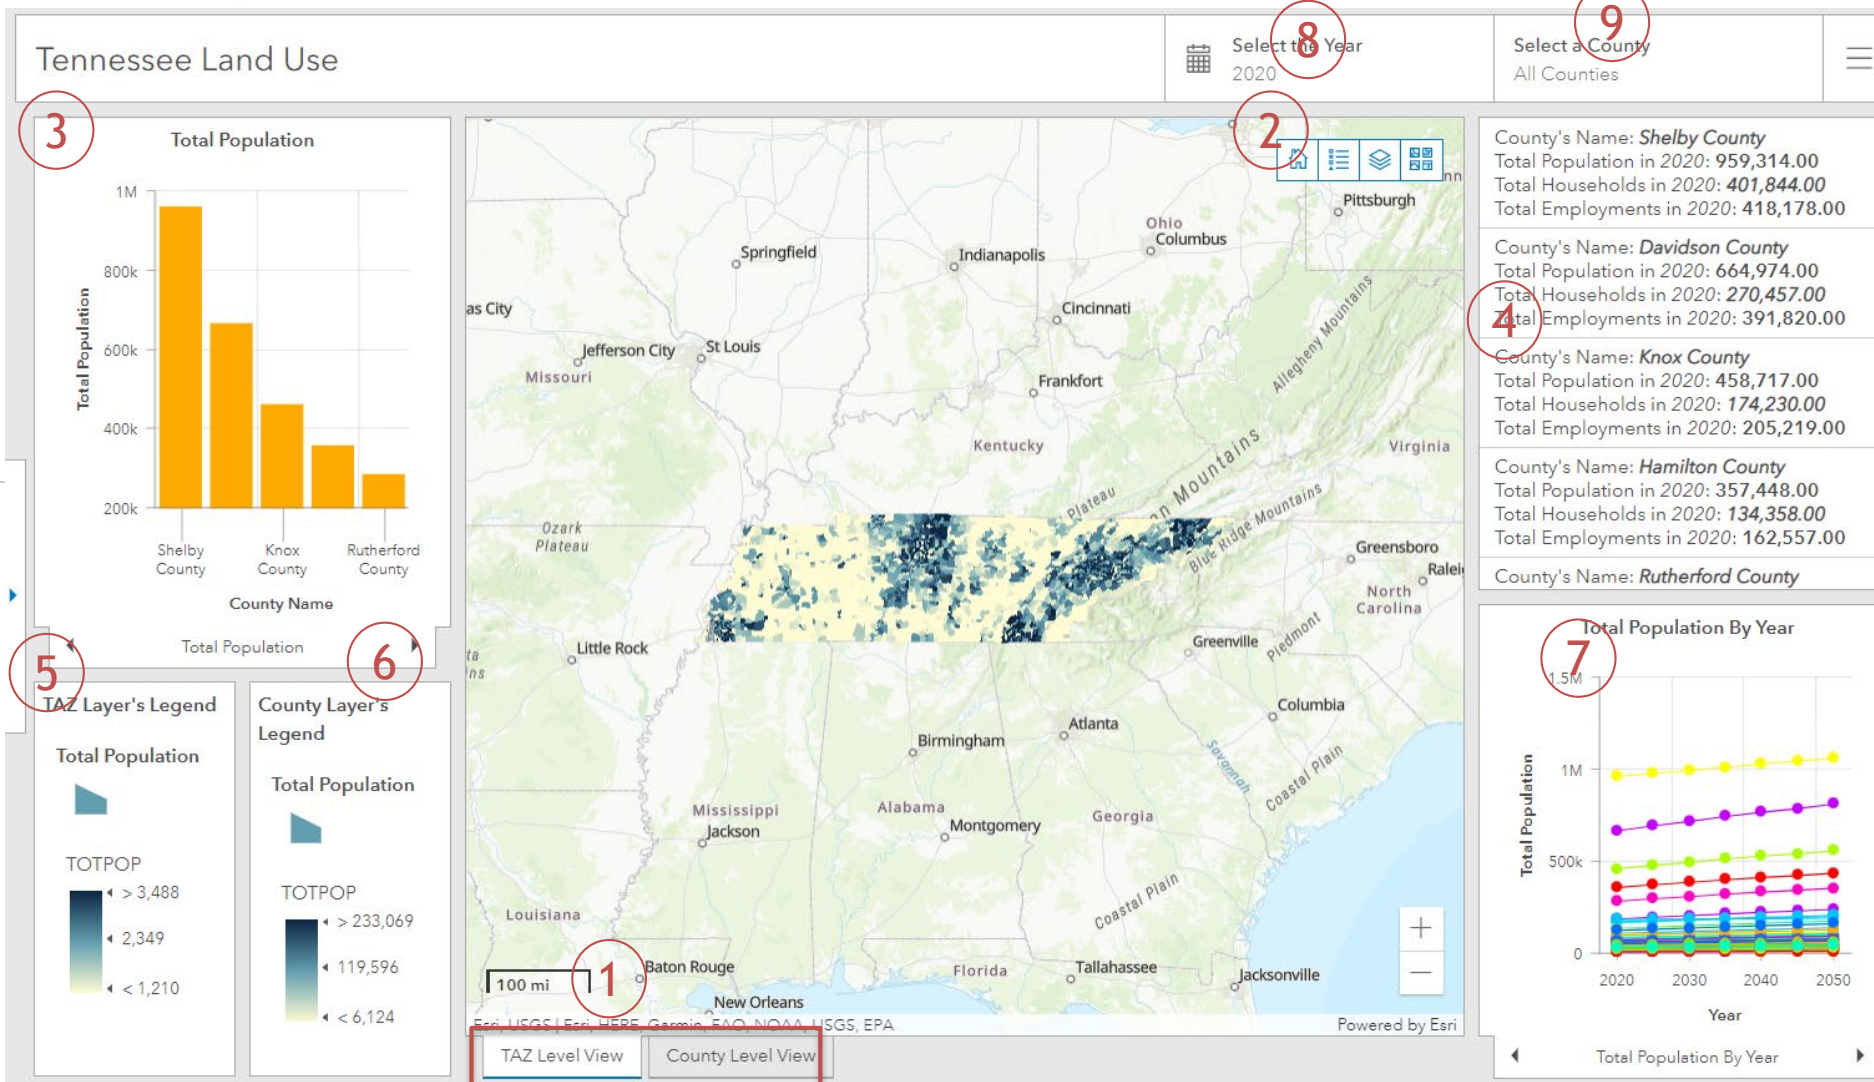 Tennessee Land Use
Select the Year
2020
8
Select a County
All Counties
9
3
Total Population
1M
800k
600k
400k
200k
Total Population
Shelby County
Knox County
Rutherford County
County Name
Total Population
5
6
TAZ Layer's Legend
Total Population
TOTPOP
> 3,488
2,349
< 1,210
County Layer's
Legend
Total Population
TOTPOP
> 233,069
119,596
< 6,124
2
nn
Pittsburgh
Ohio
Columbus
Springfield
Indianapolis
as City
Cincinnati
Jefferson City
St Louis
Missouri
Frankfort
Allegheny Mountains
Kentucky
Virginia
Plateau
an Mountains
Blue Ridge Mountains
Ozark
Plateau
Greensboro
Raleig
North
Carolina
Little Rock
ta
ins
Greenville
Piedmont
Columbia
Atlanta
Birmingham
Savannah
Coastal Plain
Mississippi
Jackson
Alabama
Montgomery
Georgia
Coastal Plain
Louisiana
Baton Rouge
Florida
Tallahassee
Jacksonville
New Orleans
100 mi
1
+
−
Esri, USGS | Esri, HERE, Garmin, FAO, NOAA, USGS, EPA
Powered by Esri
TAZ Level View
County Level View
County's Name: Shelby County
Total Population in 2020: 959,314.00
Total Households in 2020: 401,844.00
Total Employments in 2020: 418,178.00
County's Name: Davidson County
Total Population in 2020: 664,974.00
Total Households in 2020: 270,457.00
Total Employments in 2020: 391,820.00
4
County's Name: Knox County
Total Population in 2020: 458,717.00
Total Households in 2020: 174,230.00
Total Employments in 2020: 205,219.00
County's Name: Hamilton County
Total Population in 2020: 357,448.00
Total Households in 2020: 134,358.00
Total Employments in 2020: 162,557.00
County's Name: Rutherford County
Total Population By Year
7
1.5M
1M
500k
0
Total Population
2020 2030 2040 2050
Year
Total Population By Year